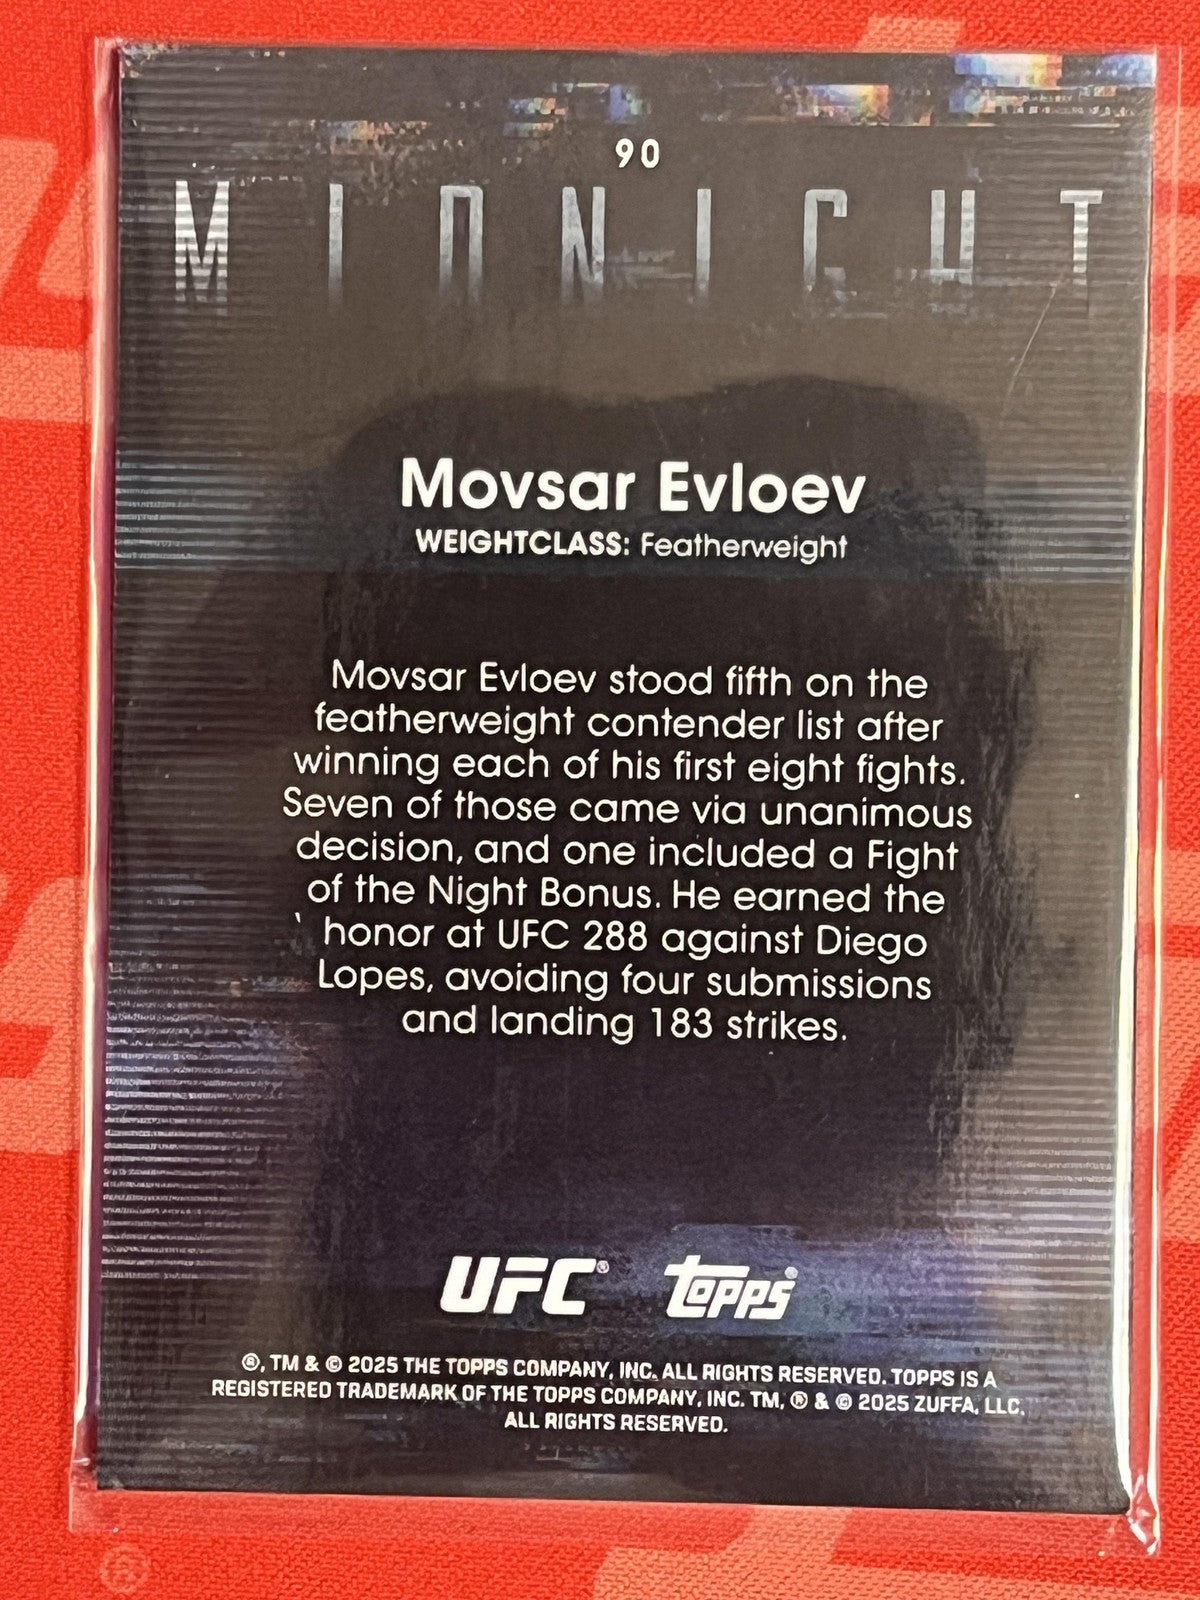 90
MIDNIGHT
Movsar Evloev
WEIGHTCLASS: Featherweight
Movsar Evloev stood fifth on the
featherweight contender list after
winning each of his first eight fights.
Seven of those came via unanimous
decision, and one included a Fight
of the Night Bonus. He earned the
honor at UFC 288 against Diego
Lopes, avoiding four submissions
and landing 183 strikes.
UFC® topps®
®, TM & © 2025 THE TOPPS COMPANY, INC. ALL RIGHTS RESERVED. TOPPS IS A
REGISTERED TRADEMARK OF THE TOPPS COMPANY, INC. TM, ® & © 2025 ZUFFA, LLC.
ALL RIGHTS RESERVED.
®